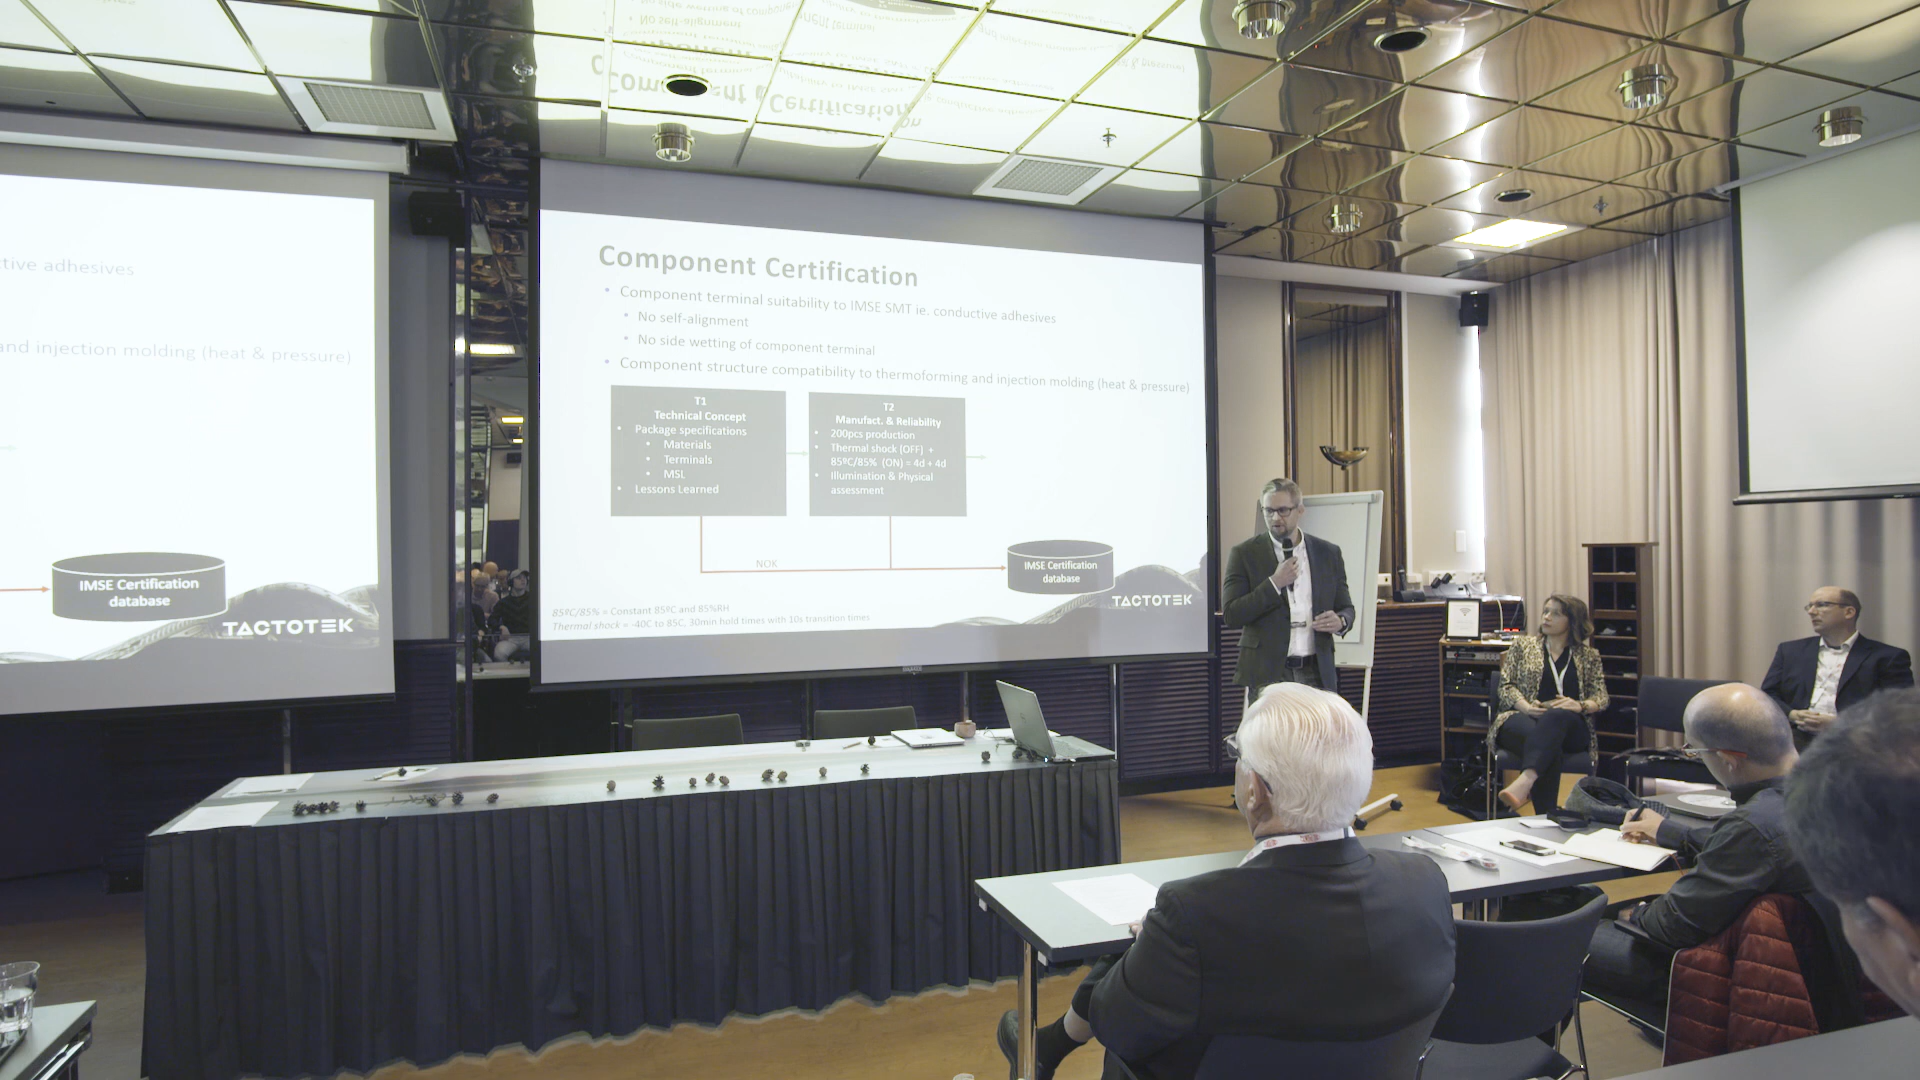 ctive adhesives
and injection molding (heat & pressure)
IMSE Certification
database
TACTOTEK
Component Certification
• Component terminal suitability to IMSE SMT ie. conductive adhesives
• No self-alignment
• No side wetting of component terminal
• Component structure compatibility to thermoforming and injection molding (heat & pressure)
T1
Technical Concept
• Package specifications
• Materials
• Terminals
• MSL
• Lessons Learned
T2
Manufact. & Reliability
• 200pcs production
• Thermal shock (OFF) +
85ºC/85% (ON) = 4d + 4d
• Illumination & Physical
assessment
NOK
IMSE Certification
database
85ºC/85% = Constant 85ºC and 85%RH
Thermal shock = -40C to 85C, 30min hold times with 10s transition times
TACTOTEK